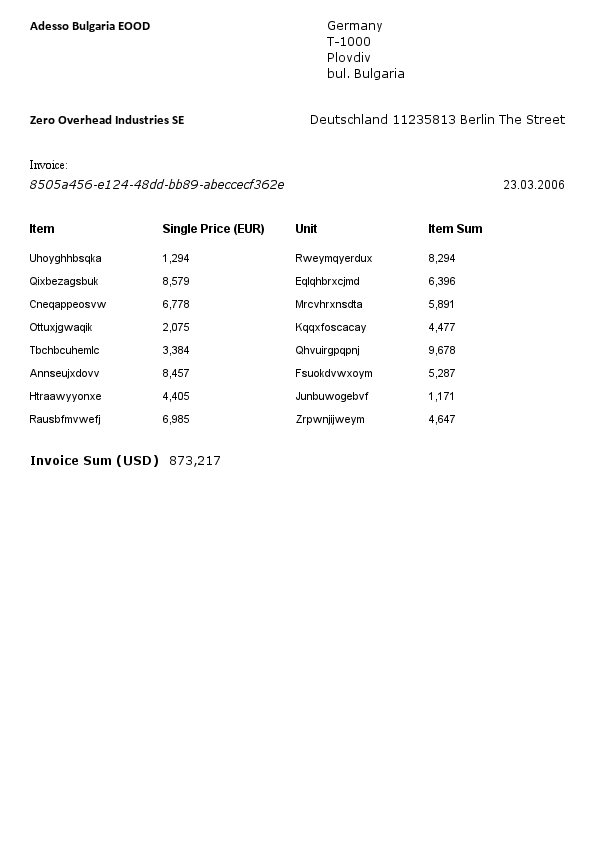 Adesso Bulgaria EOOD
Germany
T-1000
Plovdiv
bul. Bulgaria
Zero Overhead Industries SE Deutschland 11235813 Berlin The Street
Invoice:
8505a456-e124-48dd-bb89-abeccecf362e 23.03.2006
Item Single Price (EUR) Unit Item Sum
Uhoyghhbsqka 1,294 Rweymqyerdux 8,294
Qixbezagsbuk 8,579 Eqlqhbrxcjmd 6,396
Cneqappeosvw 6,778 Mrcvhrxnsdta 5,891
Ottuxjgwaqik 2,075 Kqqxfoscacay 4,477
Tbchbcuhemlc 3,384 Qhvuirgpqpnj 9,678
Annseujxdovv 8,457 Fsuokdvwxoym 5,287
Htraawyyonxe 4,405 Junbuwogebvf 1,171
Rausbfmvwefj 6,985 Zrpwnjijweym 4,647
Invoice Sum (USD) 873,217